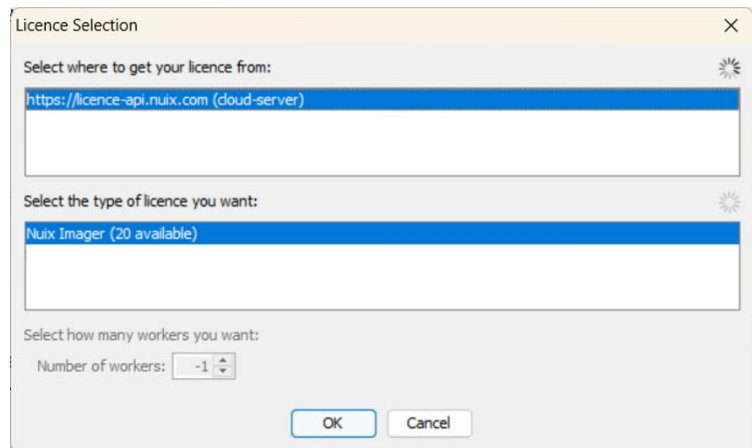 Licence Selection
Select where to get your licence from:
https://licence-api.nuix.com (cloud-server)
Select the type of licence you want:
Nuix Imager (20 available)
Select how many workers you want:
Number of workers: -1
OK Cancel